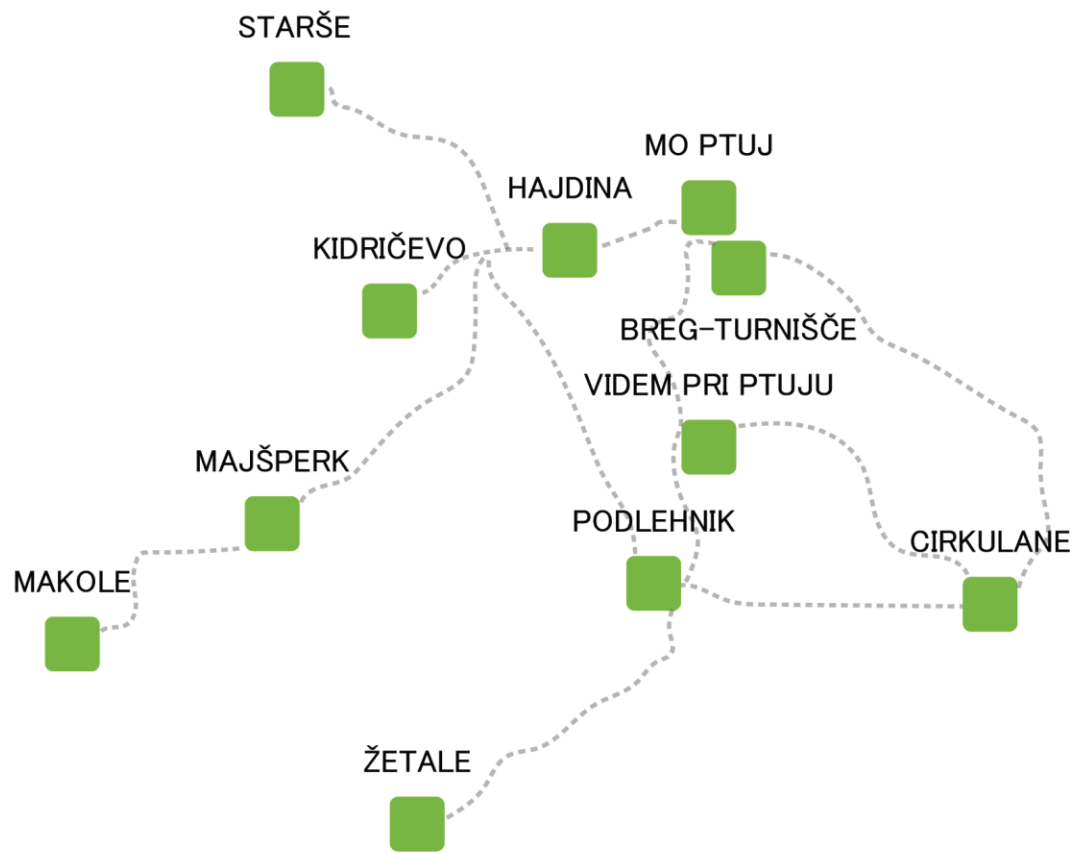 STARŠE
MO PTUJ
HAJDINA
KIDRIČEVO
BREG-TURNIŠČE
VIDEM PRI PTUJU
MAJŠPERK
PODLEHNIK
CIRKULANE
MAKOLE
ŽETALE